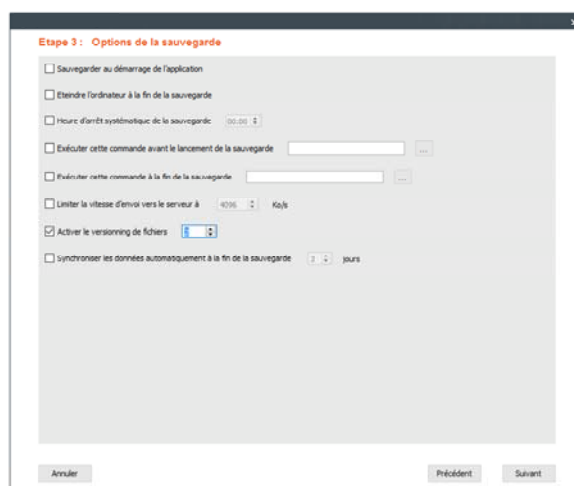 Etape 3 : Options de la sauvegarde
Sauvegarder au démarrage de l'application
Eteindre l'ordinateur à la fin de la sauvegarde
Heure d'arrêt systématique de la sauvegarde 00:00
Exécuter cette commande avant le lancement de la sauvegarde ...
Exécuter cette commande à la fin de la sauvegarde ...
Limiter la vitesse d'envoi vers le serveur à 4096 Ko/s
Activer le versionning de fichiers
Synchroniser les données automatiquement à la fin de la sauvegarde jours
Annuler Précédent Suivant